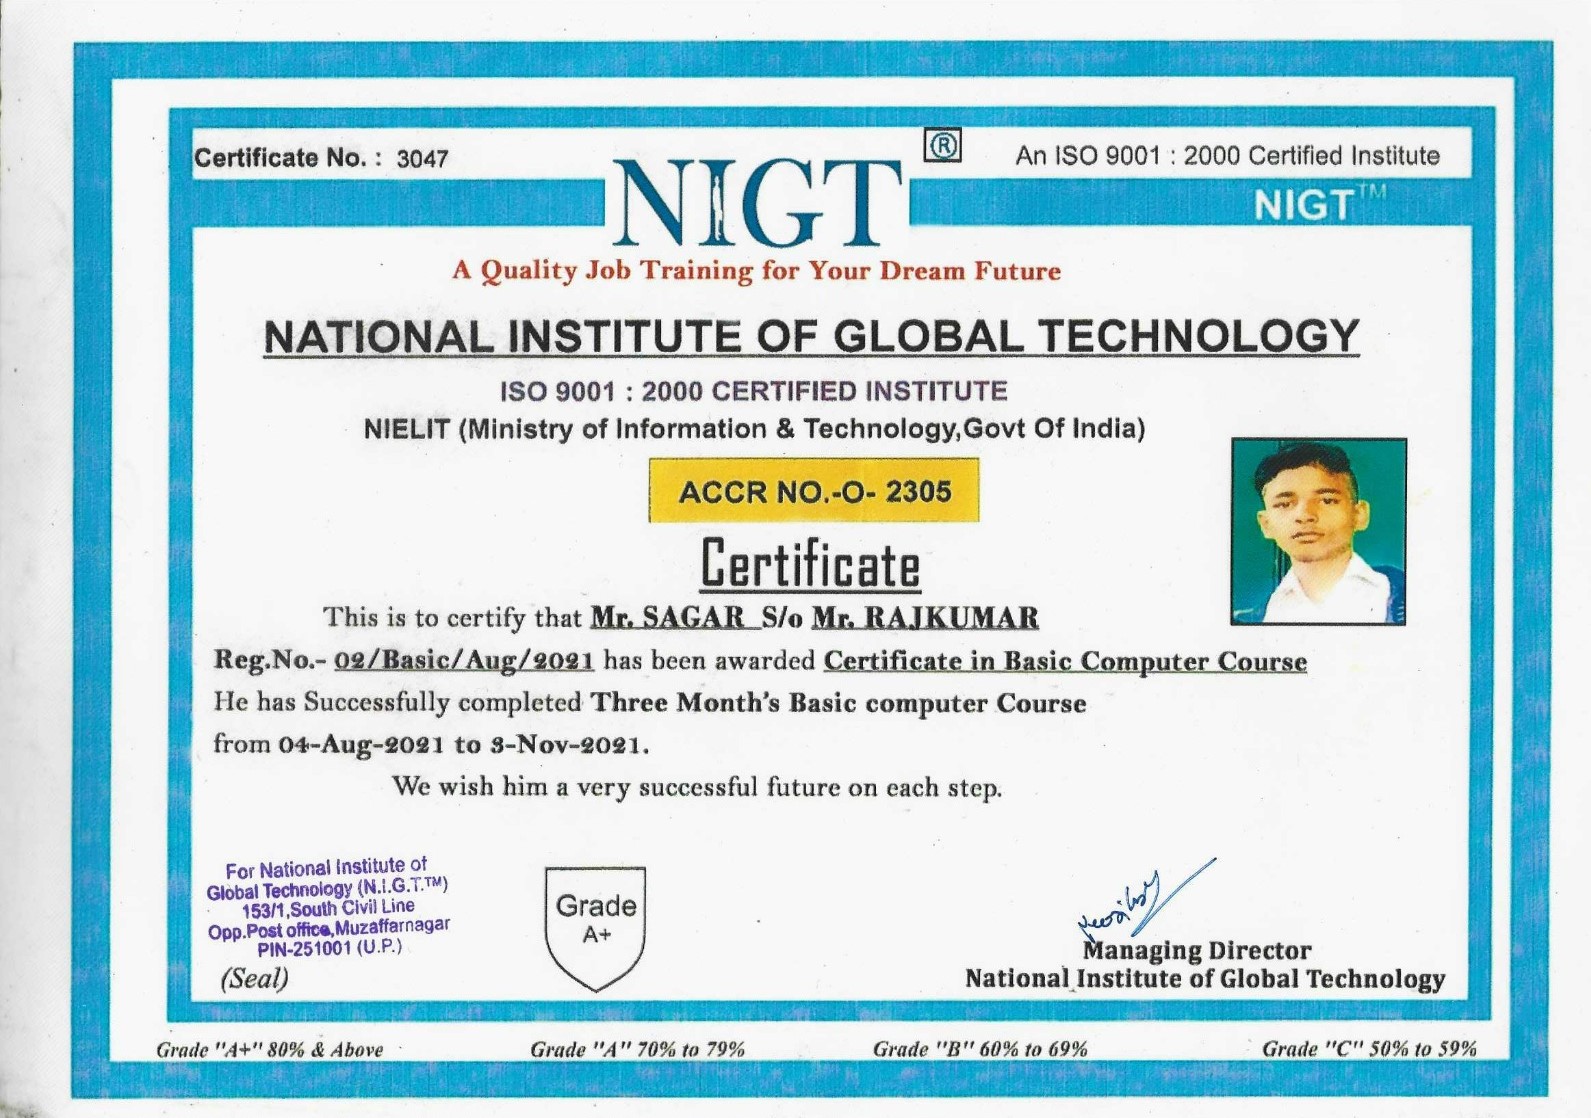 Certificate No. : 3047
®
An ISO 9001 : 2000 Certified Institute
NIGT
NIGT™
A Quality Job Training for Your Dream Future
NATIONAL INSTITUTE OF GLOBAL TECHNOLOGY
ISO 9001 : 2000 CERTIFIED INSTITUTE
NIELIT (Ministry of Information & Technology,Govt Of India)
ACCR NO.-O- 2305
Certificate
This is to certify that Mr. SAGAR S/o Mr. RAJKUMAR
Reg.No.- 02/Basic/Aug/2021 has been awarded Certificate in Basic Computer Course
He has Successfully completed Three Month's Basic computer Course
from 04-Aug-2021 to 3-Nov-2021.
We wish him a very successful future on each step.
For National Institute of
Global Technology (N.I.G.T.™)
153/1,South Civil Line
Opp.Post office,Muzaffarnagar
PIN-251001 (U.P.)
(Seal)
Grade
A+
Managing Director
National Institute of Global Technology
Grade "A+" 80% & Above
Grade "A" 70% to 79%
Grade "B" 60% to 69%
Grade "C" 50% to 59%